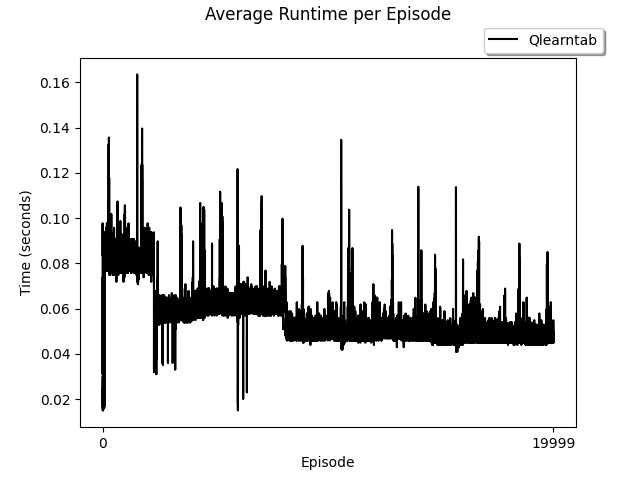 Average Runtime per Episode
Qlearntab
0.16
0.14
0.12
0.10
0.08
0.06
0.04
0.02
Time (seconds)
0
19999
Episode